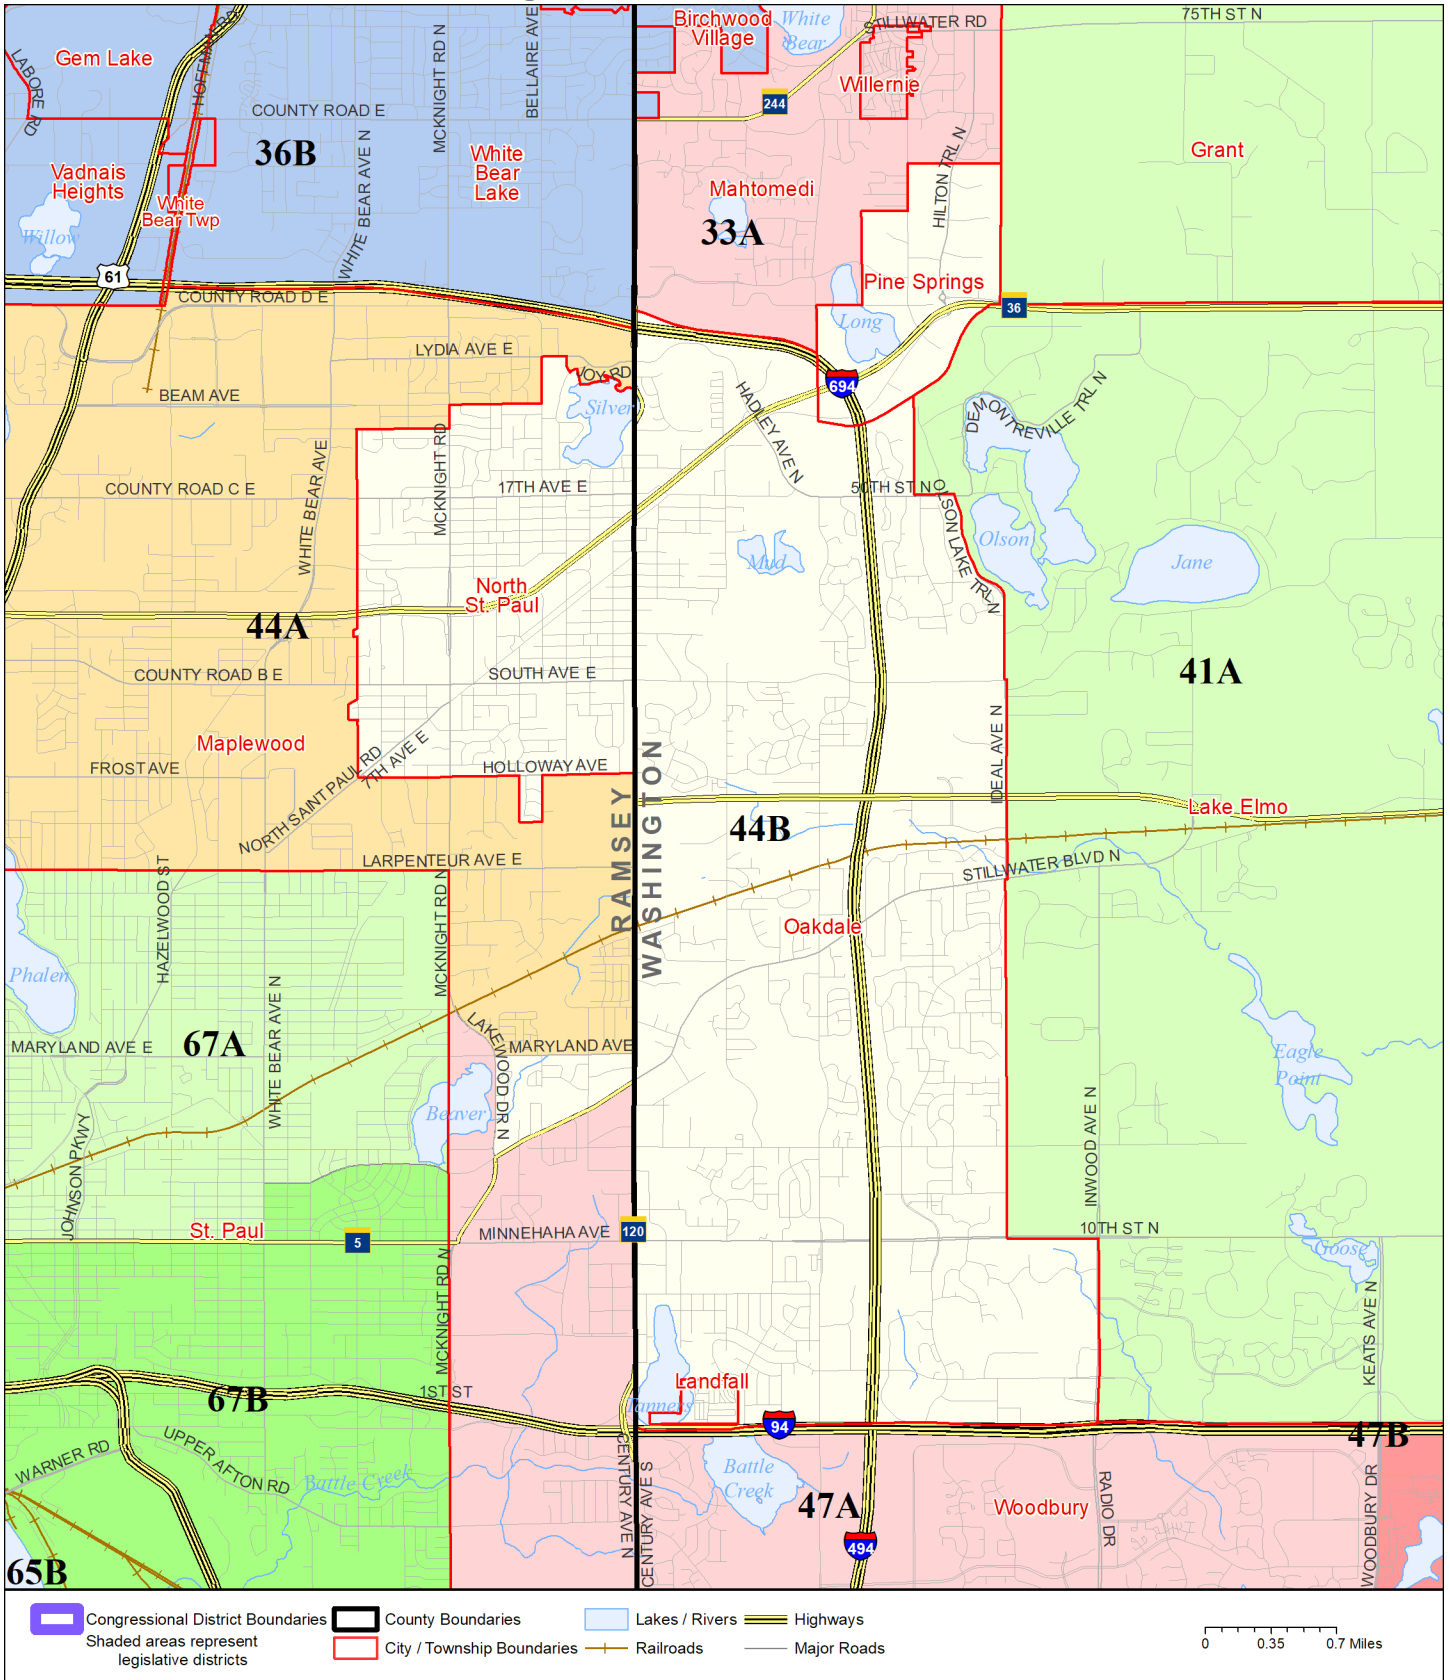 Gem Lake
LABORE RD
HOFFMAN RD
COUNTY ROAD E
MCKNIGHT RD N
BELLAIRE AVE
36B
White
Bear
Lake
Vadnais
Heights
White
Bear Twp
Willow
WHITE BEAR AVE N
61
COUNTY ROAD D E
Birchwood
Village
White
Bear
STILLWATER RD
75TH ST N
Willernie
244
Mahtomedi
33A
HILTON TRL N
Grant
Pine Springs
Long
36
694
LYDIA AVE E
JOY RD
BEAM AVE
Silver
HADLEY AVE N
DEMONTREVILLE TRL N
WHITE BEAR AVE
MCKNIGHT RD
COUNTY ROAD C E
17TH AVE E
50TH ST N
OLSON LAKE TRL N
Olson
Jane
Mud
North
St. Paul
44A
COUNTY ROAD B E
SOUTH AVE E
41A
Maplewood
FROST AVE
NORTH SAINT PAUL RD
7TH AVE E
HOLLOWAY AVE
IDEAL AVE N
RAMSEY
WASHINGTON
44B
Lake Elmo
LARPENTEUR AVE E
STILLWATER BLVD N
HAZELWOOD ST
MCKNIGHT RD N
Oakdale
Phalen
67A
MARYLAND AVE E
WHITE BEAR AVE N
LAKEWOOD DR N
MARYLAND AVE
Beaver
Eagle
Point
JOHNSON PKWY
INWOOD AVE N
St. Paul
5
MINNEHAHA AVE
120
10TH ST N
Goose
MCKNIGHT RD N
KEATS AVE N
67B
1ST ST
Landfall
Tanners
94
47B
WARNER RD
UPPER AFTON RD
Battle Creek
CENTURY AVE N
CENTURY AVE S
Battle
Creek
47A
Woodbury
RADIO DR
WOODBURY DR
494
65B
Congressional District Boundaries
Shaded areas represent
legislative districts
County Boundaries
City / Township Boundaries
Lakes / Rivers
Railroads
Highways
Major Roads
0 0.35 0.7 Miles